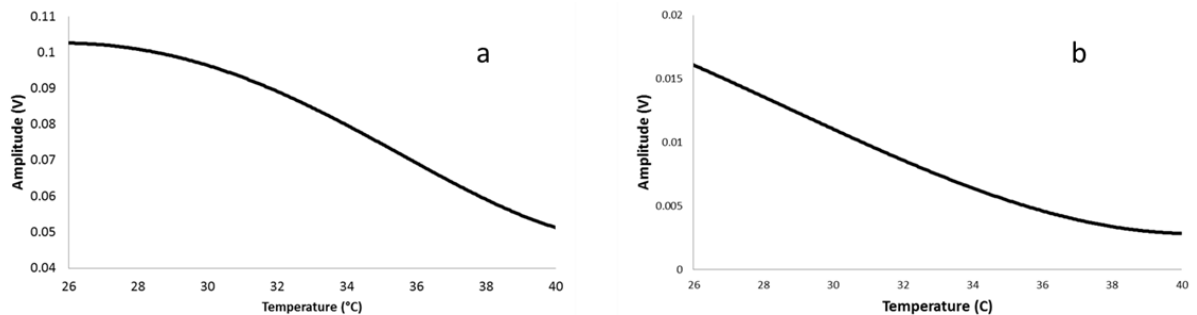 0.11
0.1
0.09
0.08
0.07
0.06
0.05
0.04
Amplitude (V)
a
26 28 30 32 34 36 38 40
Temperature (°C)
0.02
0.015
0.01
0.005
0
Amplitude (V)
b
26 28 30 32 34 36 38 40
Temperature (C)